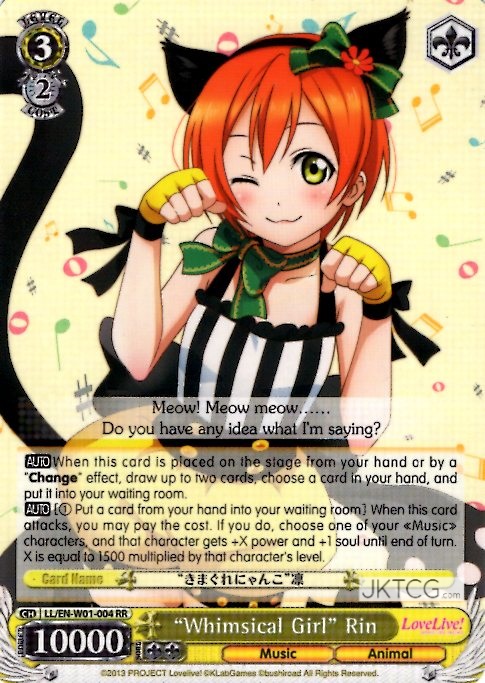 LEVEL
3
2
COST
Meow! Meow meow......
Do you have any idea what I'm saying?
AUTO When this card is placed on the stage from your hand or by a
"Change" effect, draw up to two cards, choose a card in your hand, and
put it into your waiting room.
AUTO [① Put a card from your hand into your waiting room] When this card
attacks, you may pay the cost. If you do, choose one of your «Music»
characters, and that character gets +X power and +1 soul until end of turn.
X is equal to 1500 multiplied by that character's level.
Card Name "きまぐれにゃんこ"凛
JKTCG.com
LL/EN-W01-004 RR
POWER 10000 SOUL
"Whimsical Girl" Rin
LoveLive!
Music Animal
©2013 PROJECT Lovelive! ©KLabGames ©bushiroad All Rights Reserved.